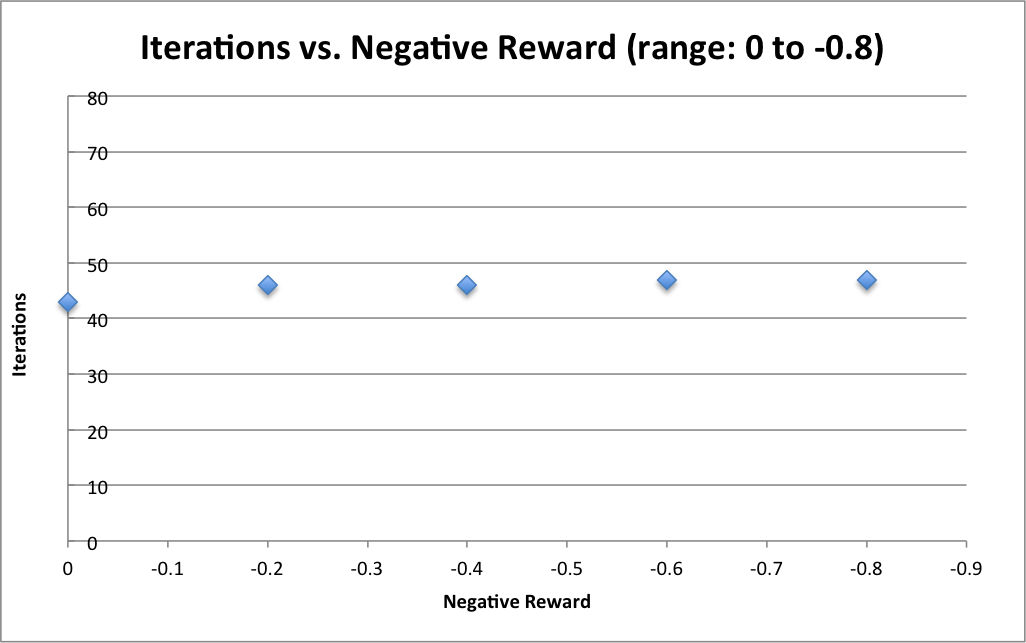 Iterations vs. Negative Reward (range: 0 to -0.8)
80
70
60
50
40
30
20
10
0
Iterations
0 -0.1 -0.2 -0.3 -0.4 -0.5 -0.6 -0.7 -0.8 -0.9
Negative Reward